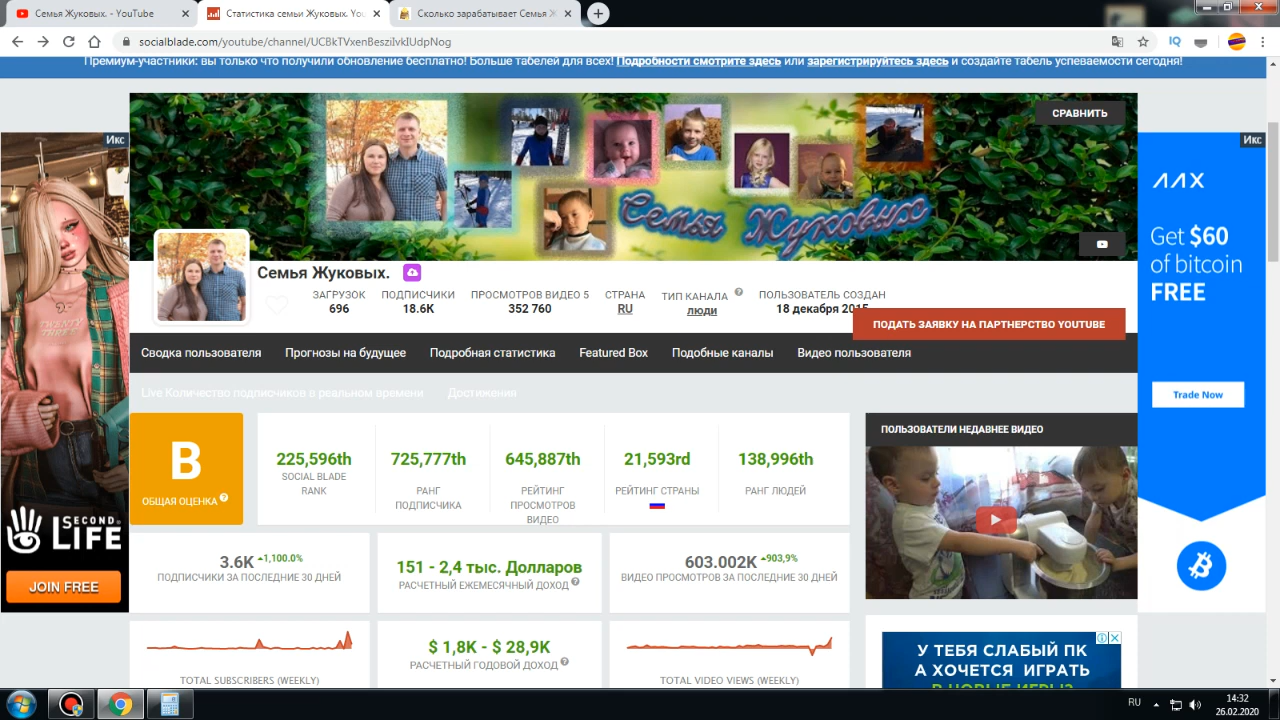 Семья Жуковых. - YouTube
Статистика семьи Жуковых. You
Сколько зарабатывает Семья Ж
socialblade.com/youtube/channel/UCBkTVxenBesziIvkIUdpNog
Премиум-участники: вы только что получили обновление бесплатно! Больше табелей для всех! Подробности смотрите здесь или зарегистрируйтесь здесь и создайте табель успеваемости сегодня!
СРАВНИТЬ
Икс
Икс
Семья Жуковых
Семья Жуковых.
ЗАГРУЗОК
696
ПОДПИСЧИКИ
18.6K
ПРОСМОТРОВ ВИДЕО 5
352 760
СТРАНА
RU
ТИП КАНАЛА
люди
ПОЛЬЗОВАТЕЛЬ СОЗДАН
18 декабря 2015
ПОДАТЬ ЗАЯВКУ НА ПАРТНЕРСТВО YOUTUBE
Сводка пользователя
Прогнозы на будущее
Подробная статистика
Featured Box
Подобные каналы
Видео пользователя
Live Количество подписчиков в реальном времени
Достижения
B
ОБЩАЯ ОЦЕНКА
225,596th
SOCIAL BLADE
RANK
725,777th
РАНГ
ПОДПИСЧИКА
645,887th
РЕЙТИНГ
ПРОСМОТРОВ
ВИДЕО
21,593rd
РЕЙТИНГ СТРАНЫ
138,996th
РАНГ ЛЮДЕЙ
ПОЛЬЗОВАТЕЛИ НЕДАВНЕЕ ВИДЕО
3.6K 1,100.0%
ПОДПИСЧИКИ ЗА ПОСЛЕДНИЕ 30 ДНЕЙ
151 - 2,4 тыс. Долларов
РАСЧЕТНЫЙ ЕЖЕМЕСЯЧНЫЙ ДОХОД
603.002K 903,9%
ВИДЕО ПРОСМОТРОВ ЗА ПОСЛЕДНИЕ 30 ДНЕЙ
TOTAL SUBSCRIBERS (WEEKLY)
$ 1,8K - $ 28,9K
РАСЧЕТНЫЙ ГОДОВОЙ ДОХОД
TOTAL VIDEO VIEWS (WEEKLY)
У ТЕБЯ СЛАБЫЙ ПК
А ХОЧЕТСЯ ИГРАТЬ
В НОВЫЕ ИГРЫ?
TWENTY
THREE
SECOND
LIFE
JOIN FREE
AAX
Get $60
of bitcoin
FREE
Trade Now
RU
14:32
26.02.2020